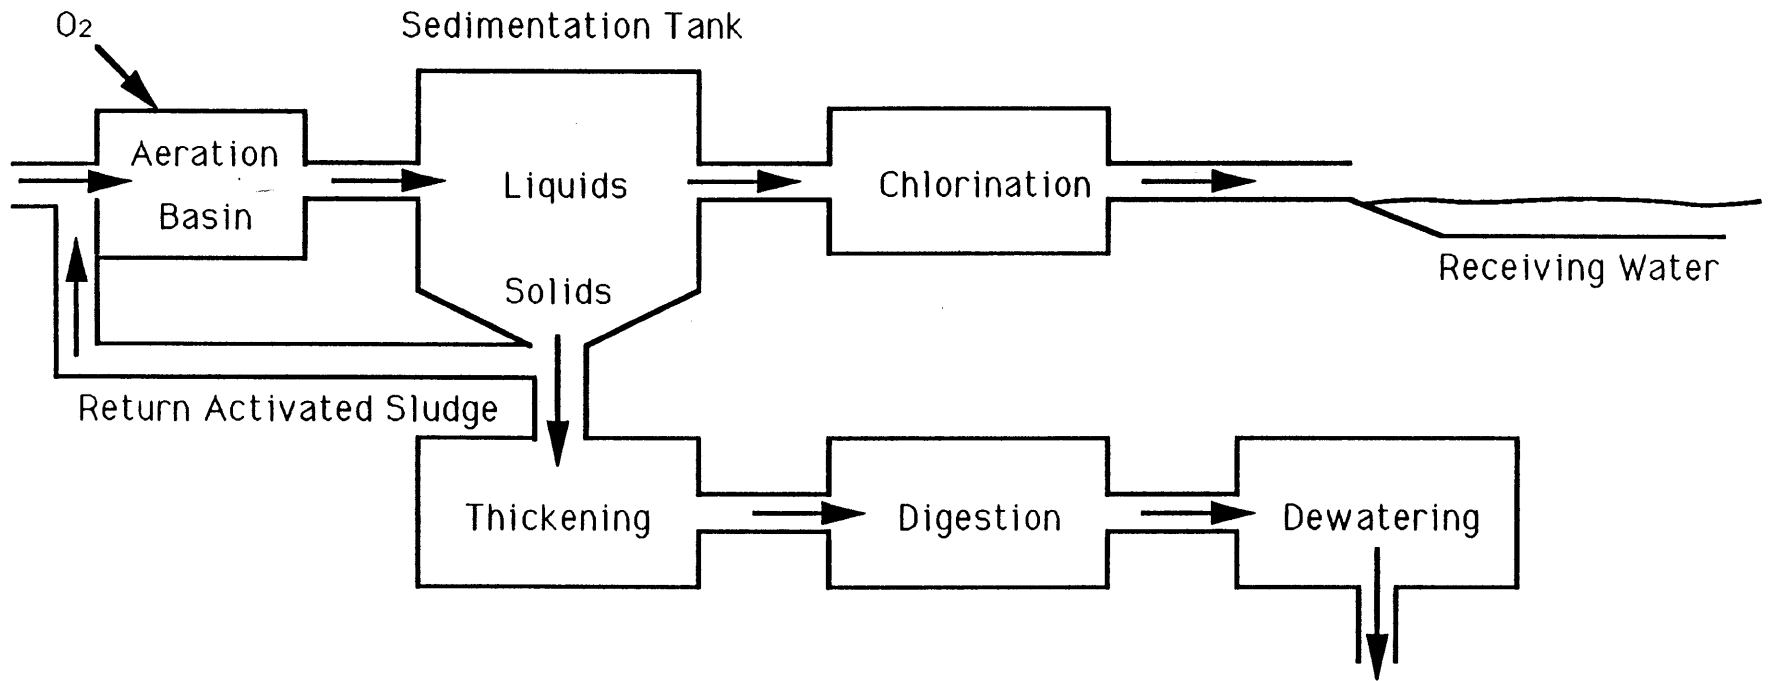 O2
Sedimentation Tank
Aeration
Basin
Liquids
Solids
Chlorination
Receiving Water
Return Activated Sludge
Thickening
Digestion
Dewatering